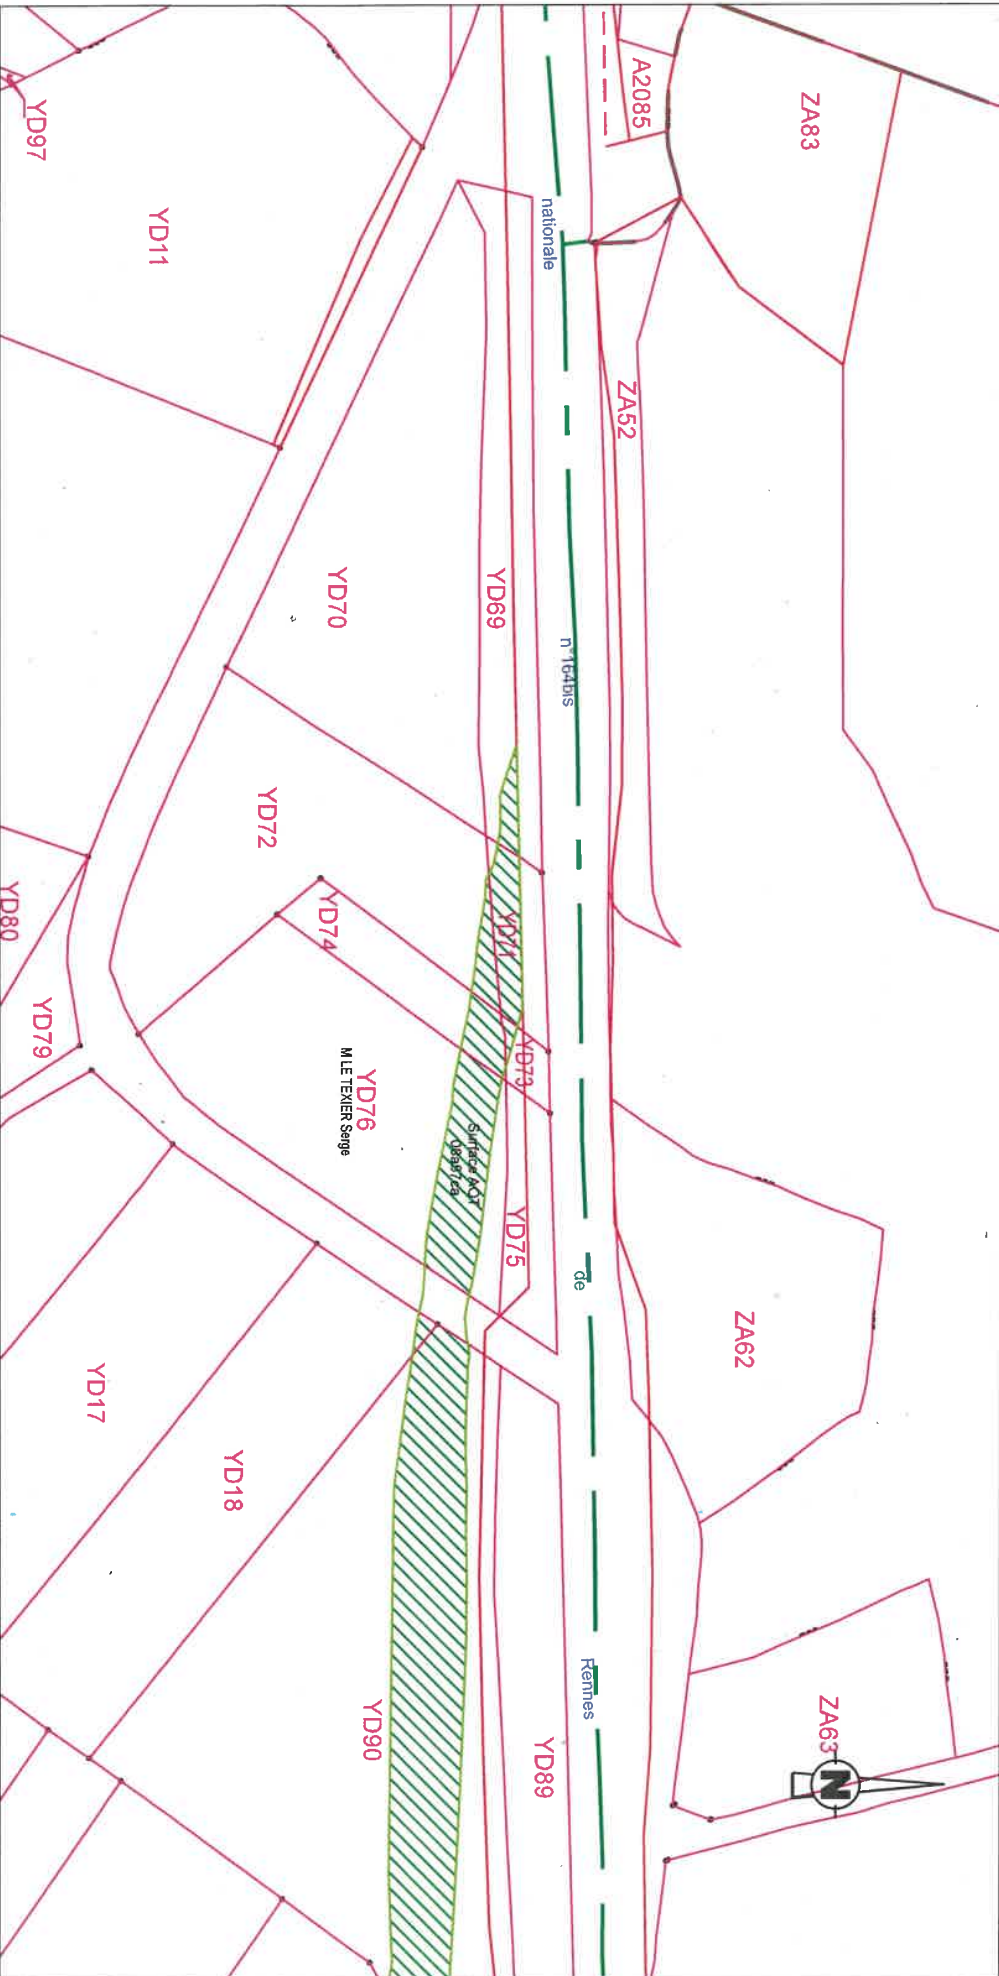 ZA83
A2085
YD97
YD11
nationale
ZA52
YD70
YD69
n°164bis
YD72
YD71
YD74
YD80
YD79
YD73
YD76
M LE TEXIER Serge
Surface AOT
08a57ca
YD75
de
ZA62
YD17
YD18
Rennes
ZA63
N
YD90
YD89